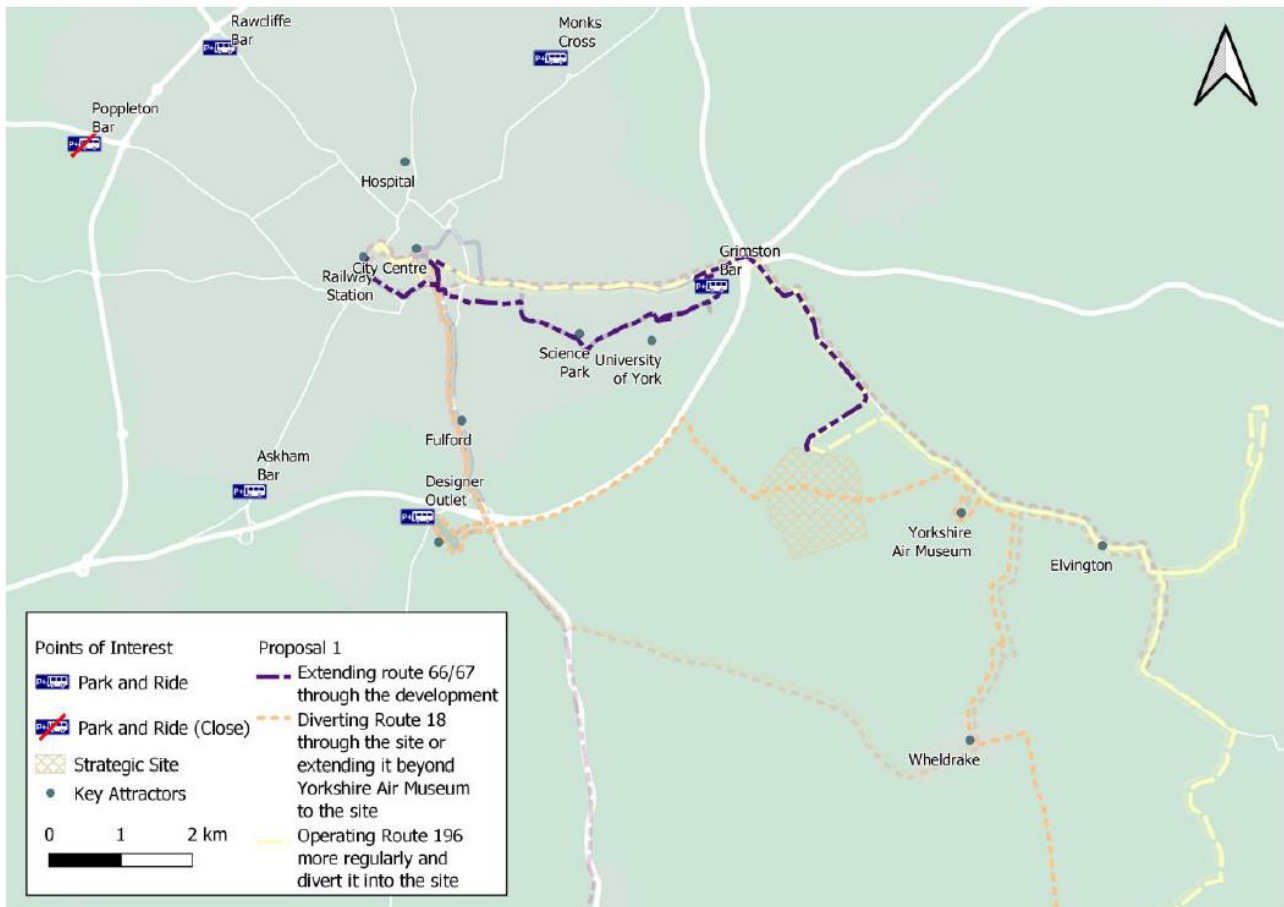 Rawcliffe
Bar
Monks
Cross
Poppleton
Bar
Hospital
City Centre
Railway
Station
Grimston
Bar
Science
Park
University
of York
Fulford
Askham
Bar
Designer
Outlet
Yorkshire
Air Museum
Elvington
Wheldrake
Points of Interest
Park and Ride
Park and Ride (Close)
Strategic Site
Key Attractors
0 1 2 km
Proposal 1
Extending route 66/67
through the development
Diverting Route 18
through the site or
extending it beyond
Yorkshire Air Museum
to the site
Operating Route 196
more regularly and
divert it into the site